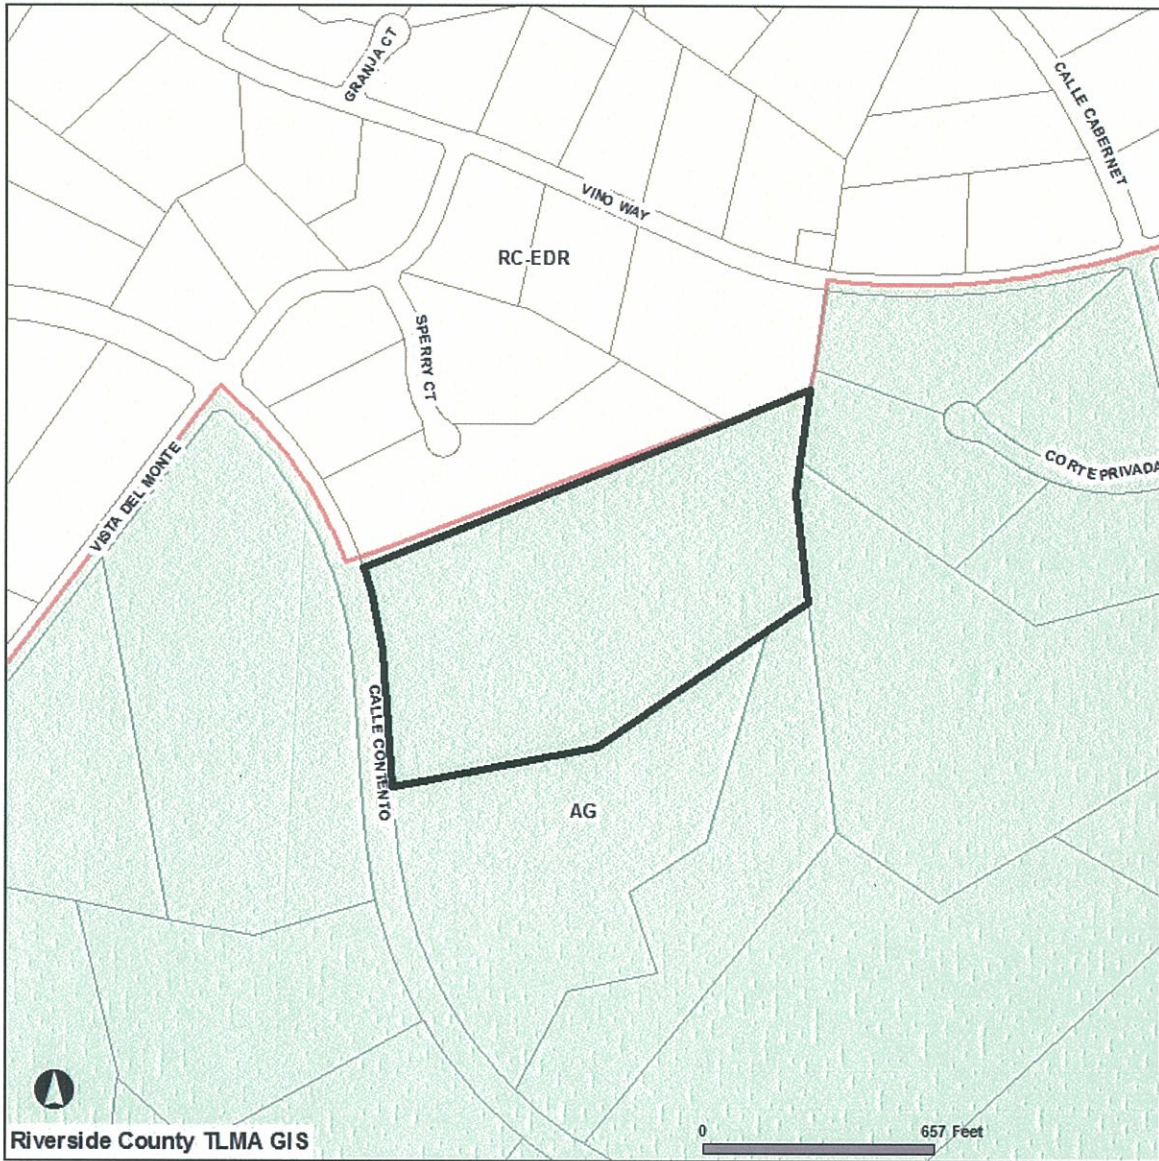 GRANJA CT
CALLE CABERNET
VINO WAY
RC-EDR
SPERRY CT
VISTA DEL MONTE
CORTE PRIVADA
CALLE CONTENTO
AG
0 657 Feet
Riverside County TLMA GIS